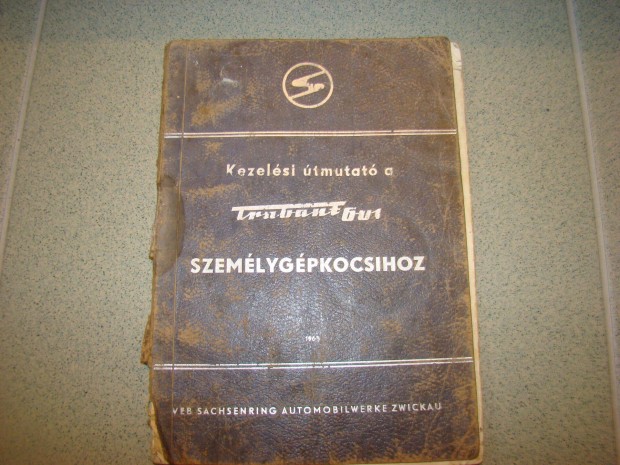 Kezelési útmutató a
Trabant 601
SZEMÉLYGÉPKOCSIHOZ
VEB SACHSENRING AUTOMOBILWERKE ZWICKAU